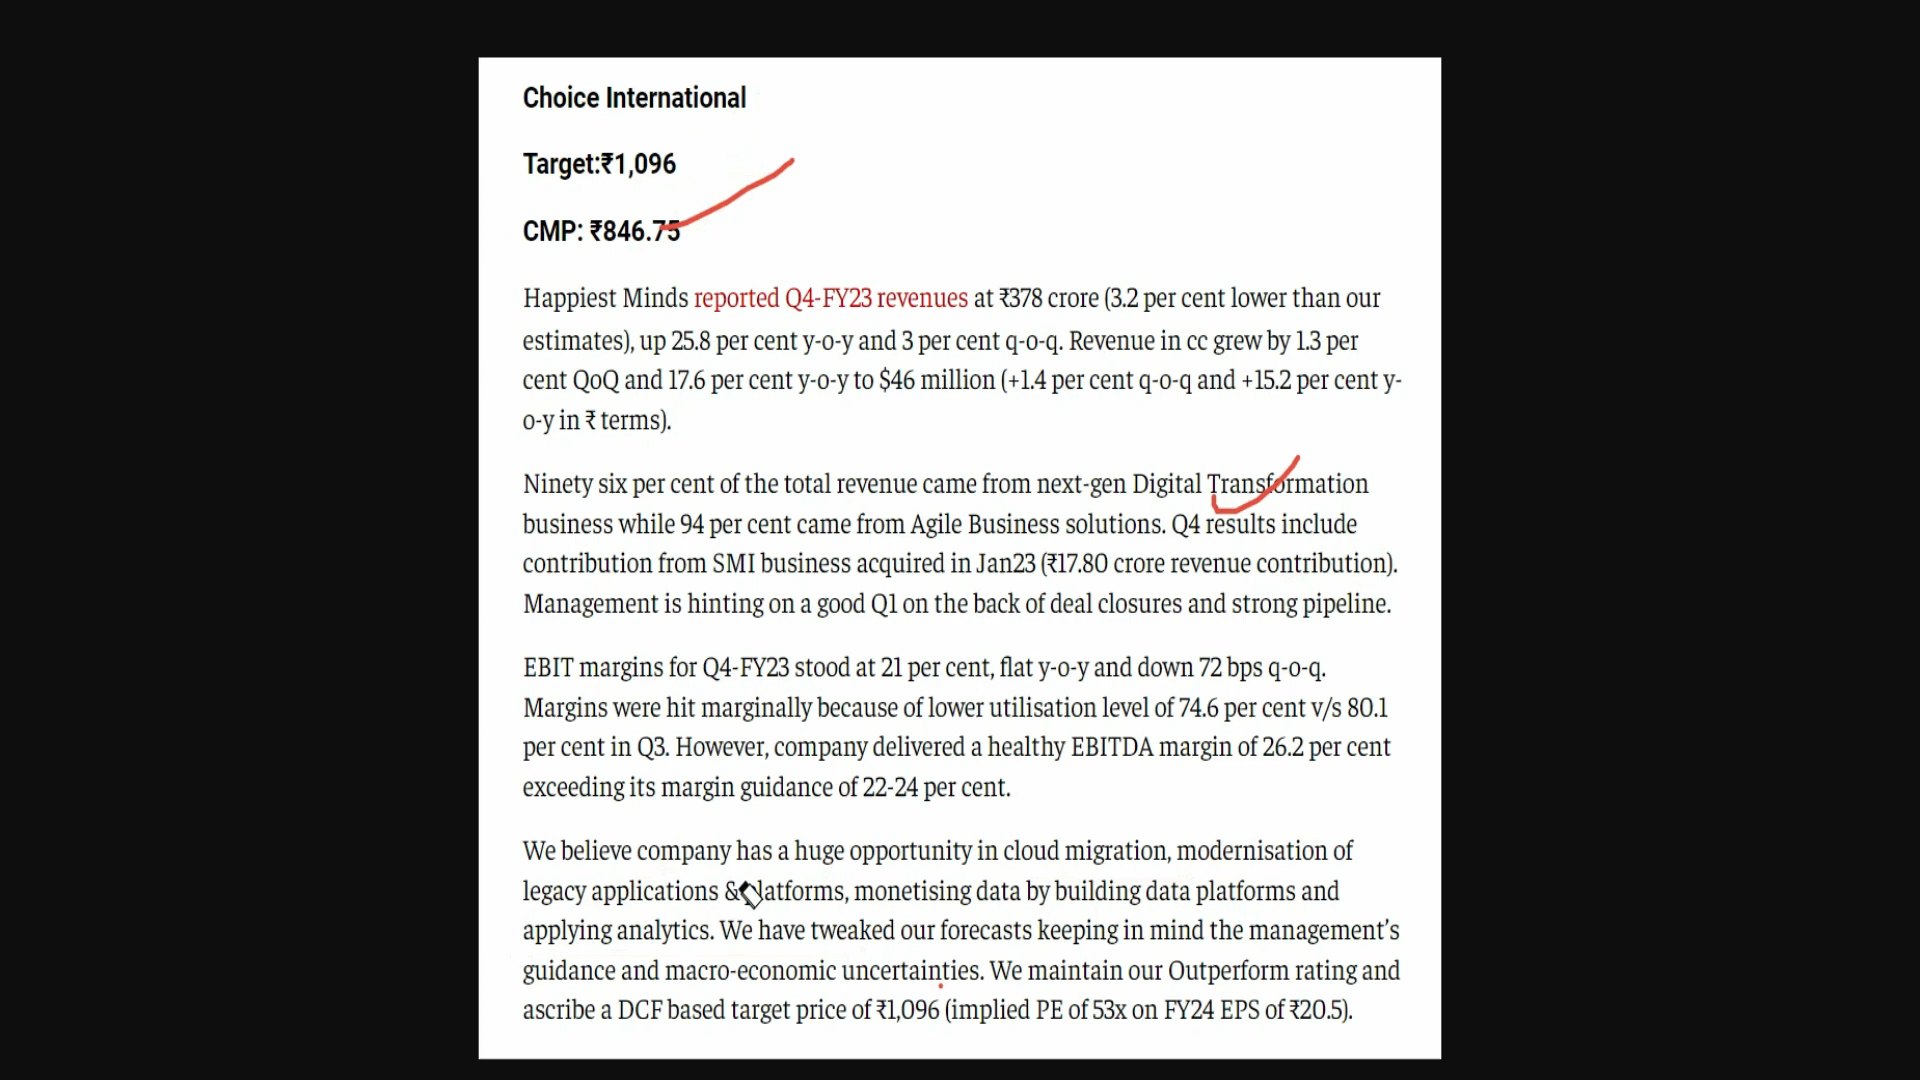 Choice International
Target:₹1,096
CMP: ₹846.75
Happiest Minds reported Q4-FY23 revenues at ₹378 crore (3.2 per cent lower than our
estimates), up 25.8 per cent y-o-y and 3 per cent q-o-q. Revenue in cc grew by 1.3 per
cent QoQ and 17.6 per cent y-o-y to $46 million (+1.4 per cent q-o-q and +15.2 per cent y-
o-y in ₹ terms).
Ninety six per cent of the total revenue came from next-gen Digital Transformation
business while 94 per cent came from Agile Business solutions. Q4 results include
contribution from SMI business acquired in Jan23 (₹17.80 crore revenue contribution).
Management is hinting on a good Q1 on the back of deal closures and strong pipeline.
EBIT margins for Q4-FY23 stood at 21 per cent, flat y-o-y and down 72 bps q-o-q.
Margins were hit marginally because of lower utilisation level of 74.6 per cent v/s 80.1
per cent in Q3. However, company delivered a healthy EBITDA margin of 26.2 per cent
exceeding its margin guidance of 22-24 per cent.
We believe company has a huge opportunity in cloud migration, modernisation of
legacy applications & platforms, monetising data by building data platforms and
applying analytics. We have tweaked our forecasts keeping in mind the management's
guidance and macro-economic uncertainties. We maintain our Outperform rating and
ascribe a DCF based target price of ₹1,096 (implied PE of 53x on FY24 EPS of ₹20.5).